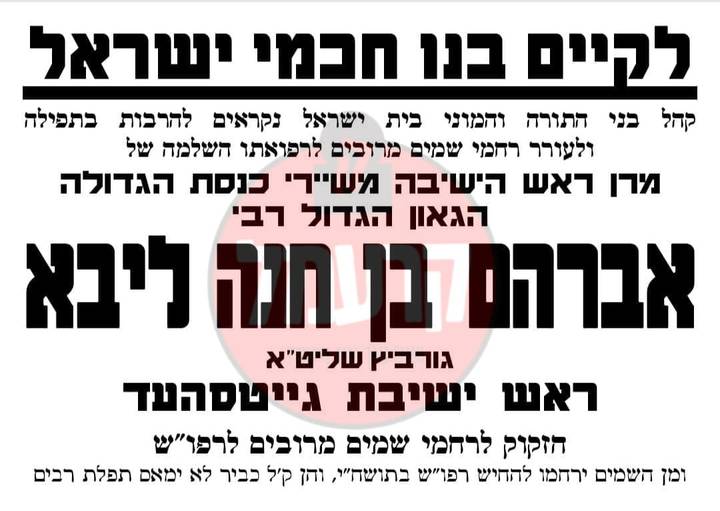 לקיים בנו חכמי ישראל
קהל בני התורה והמוני בית ישראל נקראים להרבות בתפילה
ולעורר רחמי שמים מרובים לרפואתו השלמה של
מרן ראש הישיבה משיירי כנסת הגדולה
הגאון הגדול רבי
אברהם בן חנה ליבא
גורביץ שליט"א
ראש ישיבת גייטסהעד
הזקוק לרחמי שמים מרובים לרפו"ש
ומן השמים ירחמו להחיש רפו"ש בתושח"י, והן ק'ל כביר לא ימאם תפלת רבים